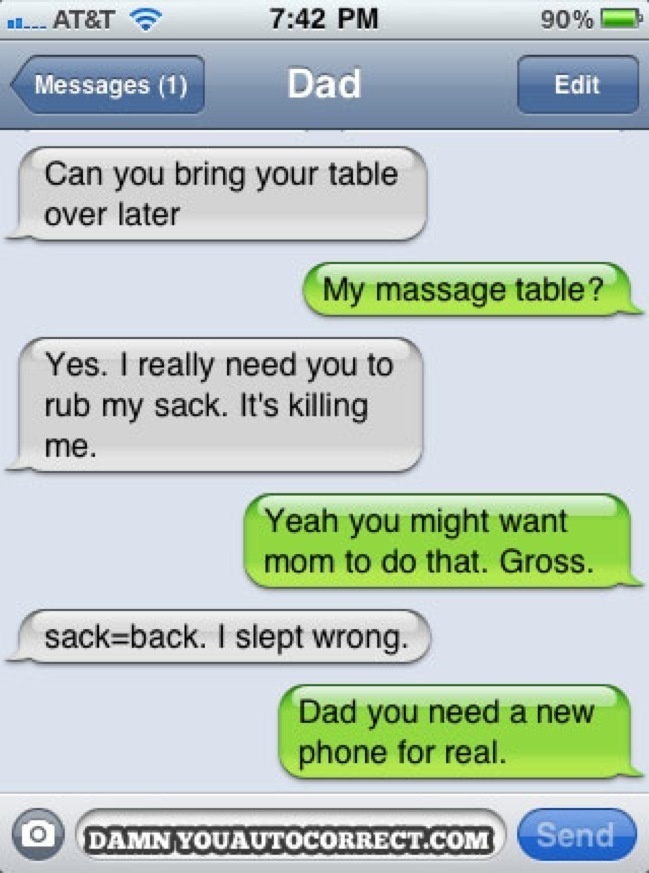 AT&T 7:42 PM 90%
Messages (1) Dad Edit
Can you bring your table
over later
My massage table?
Yes. I really need you to
rub my sack. It's killing
me.
Yeah you might want
mom to do that. Gross.
sack=back. I slept wrong.
Dad you need a new
phone for real.
DAMNYOUAUTOCORRECT.COM Send